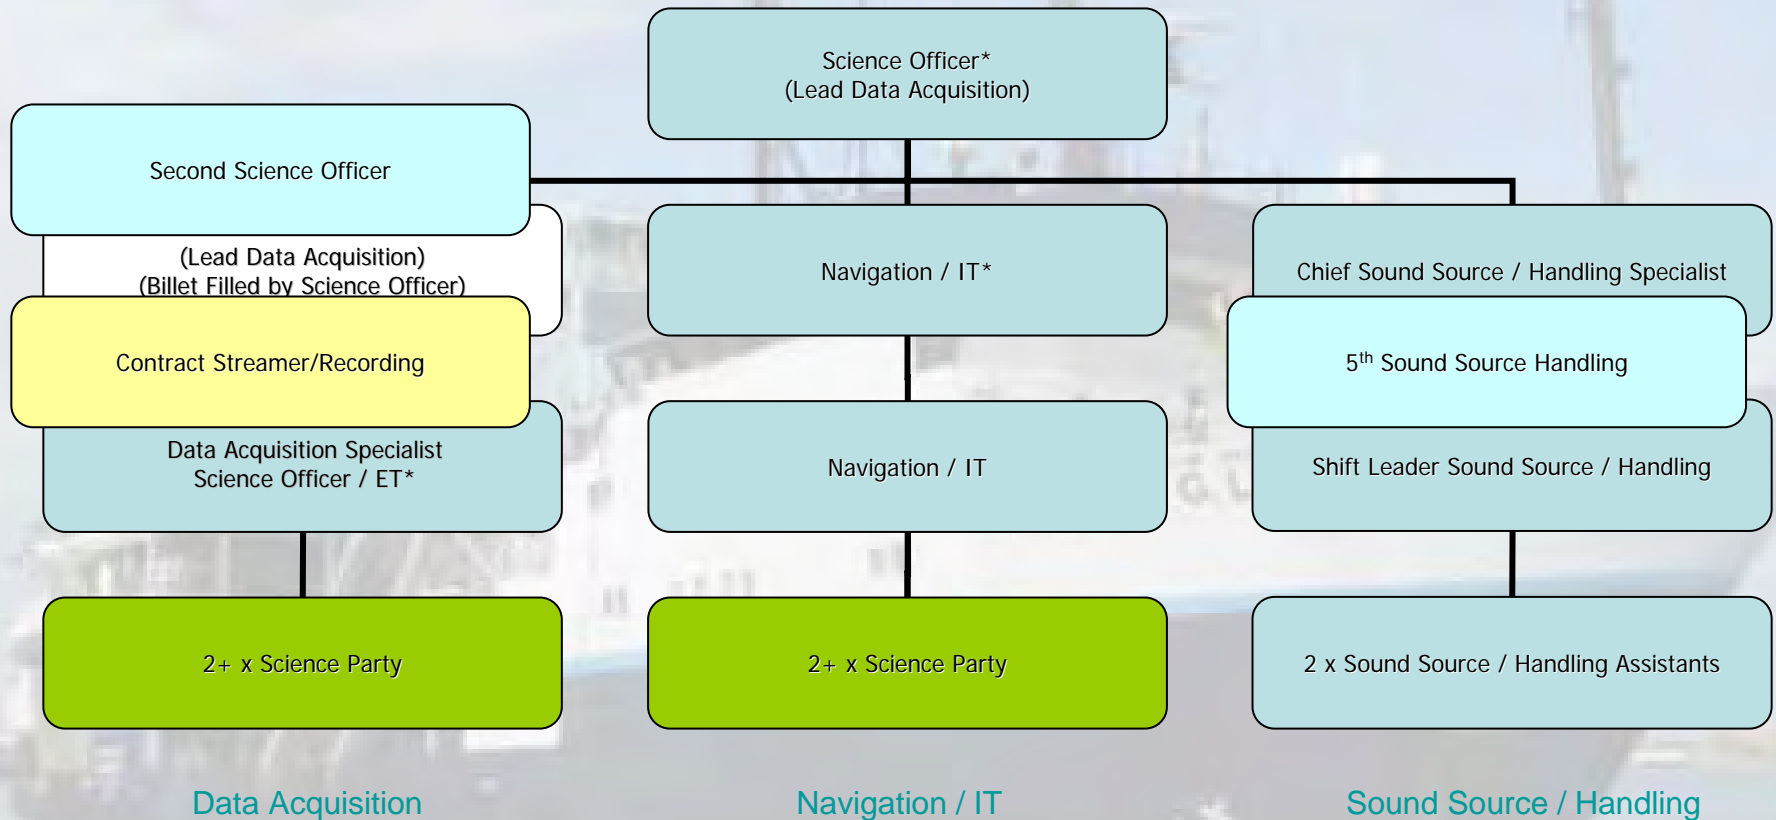 Science Officer*
(Lead Data Acquisition)
Second Science Officer
(Lead Data Acquisition)
(Billet Filled by Science Officer)
Contract Streamer/Recording
Data Acquisition Specialist
Science Officer / ET*
2+ x Science Party
Data Acquisition
Navigation / IT*
Navigation / IT
2+ x Science Party
Navigation / IT
Chief Sound Source / Handling Specialist
5th Sound Source Handling
Shift Leader Sound Source / Handling
2 x Sound Source / Handling Assistants
Sound Source / Handling